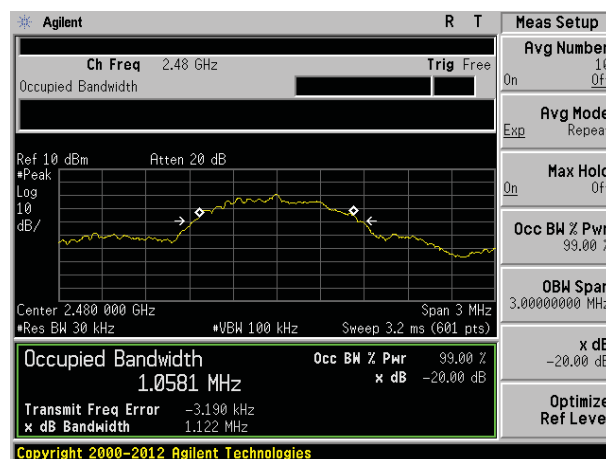 Agilent R T Meas Setup
Avg Number
10
On Off
Ch Freq 2.48 GHz Trig Free
Occupied Bandwidth
Avg Mode
Exp Repeat
Ref 10 dBm Atten 20 dB
#Peak
Log
10
dB/
Max Hold
On Off
Occ BW % Pwr
99.00 %
OBW Span
3.00000000 MHz
Center 2.480 000 GHz Span 3 MHz
#Res BW 30 kHz #VBW 100 kHz Sweep 3.2 ms (601 pts)
x dB
-20.00 dB
Occupied Bandwidth Occ BW % Pwr 99.00 %
1.0581 MHz x dB -20.00 dB
Transmit Freq Error -3.190 kHz
x dB Bandwidth 1.122 MHz
Optimize
Ref Level
Copyright 2000-2012 Agilent Technologies